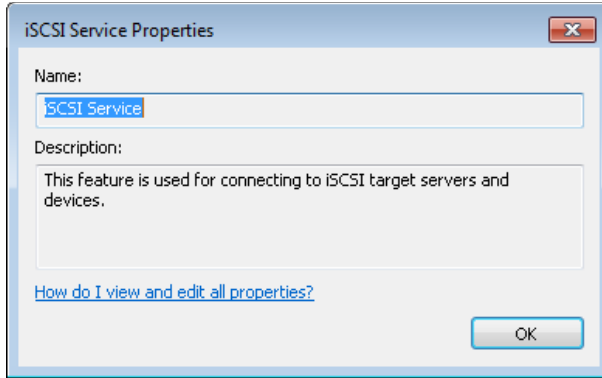 iSCSI Service Properties
Name:
iSCSI Service
Description:
This feature is used for connecting to iSCSI target servers and
devices.
How do I view and edit all properties?
OK